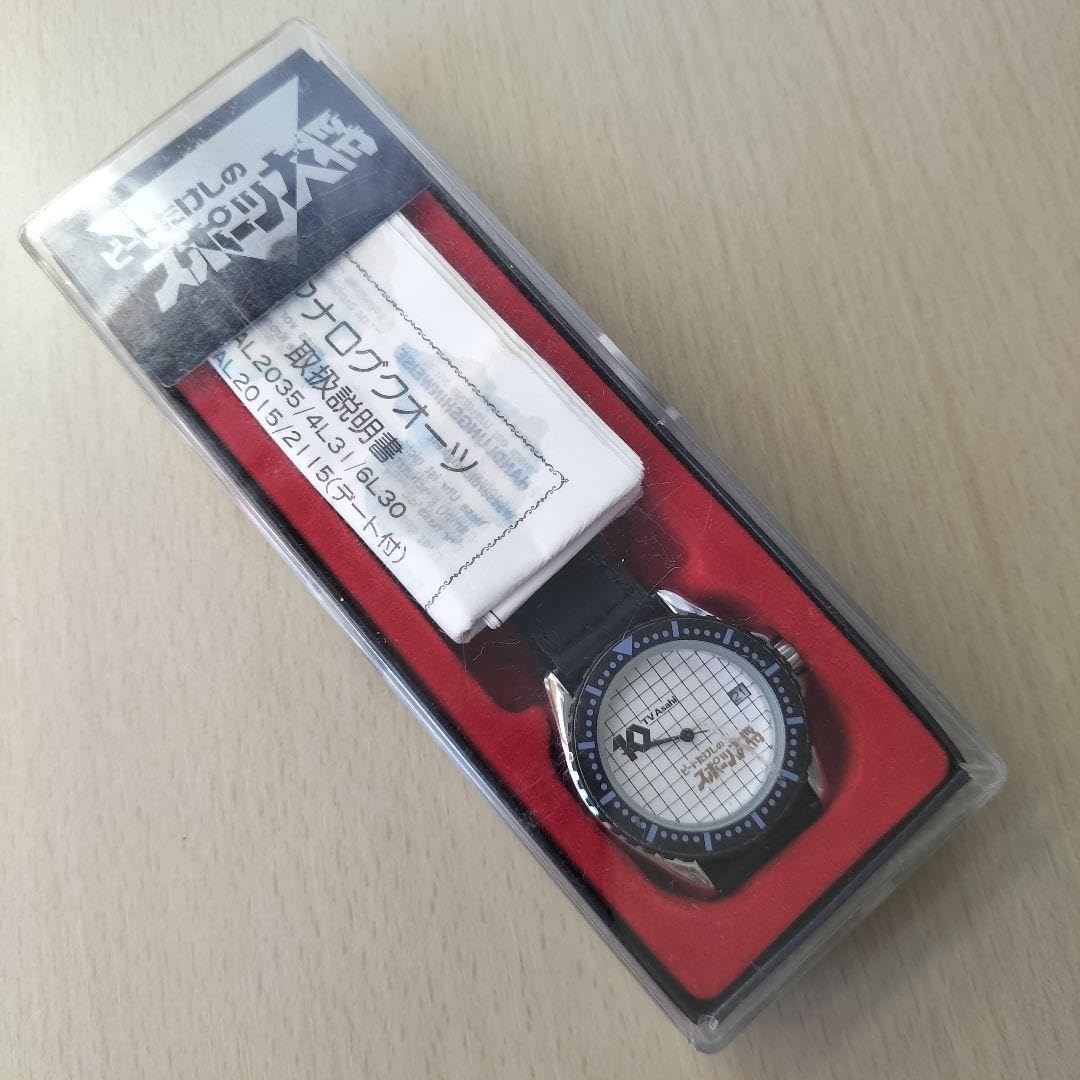 ビートたけしの
スポーツ大将
アナログクオーツ
取扱説明書
AL2035/4L31/6L30
AL2015/2115(デート付)
10 TV Asahi
21
ビートたけしの
スポーツ大将